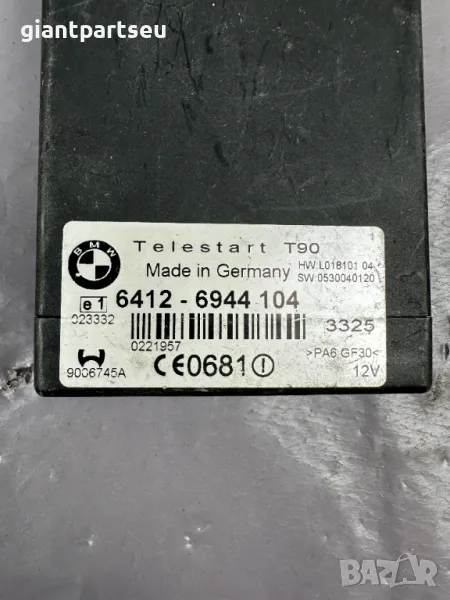 giantpartseu
BMW
Telestart T90
Made in Germany
HW L018101 04
SW 0530040120
e1
6412 - 6944 104
023332
0221957
3325
9006745A
CE0681
>PA6 GF30<
12V
BAZAR